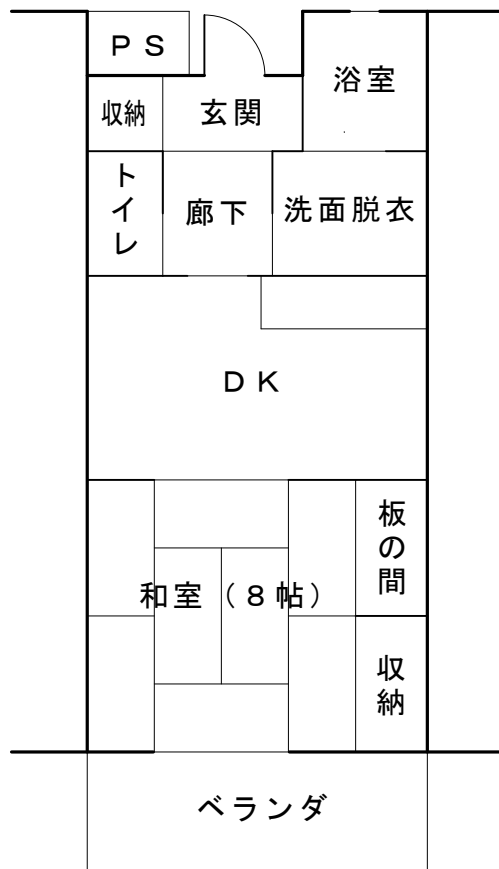 ＰＳ
浴室
収納
玄関
トイレ
廊下
洗面脱衣
ＤＫ
板の間
和室（８帖）
収納
ベランダ